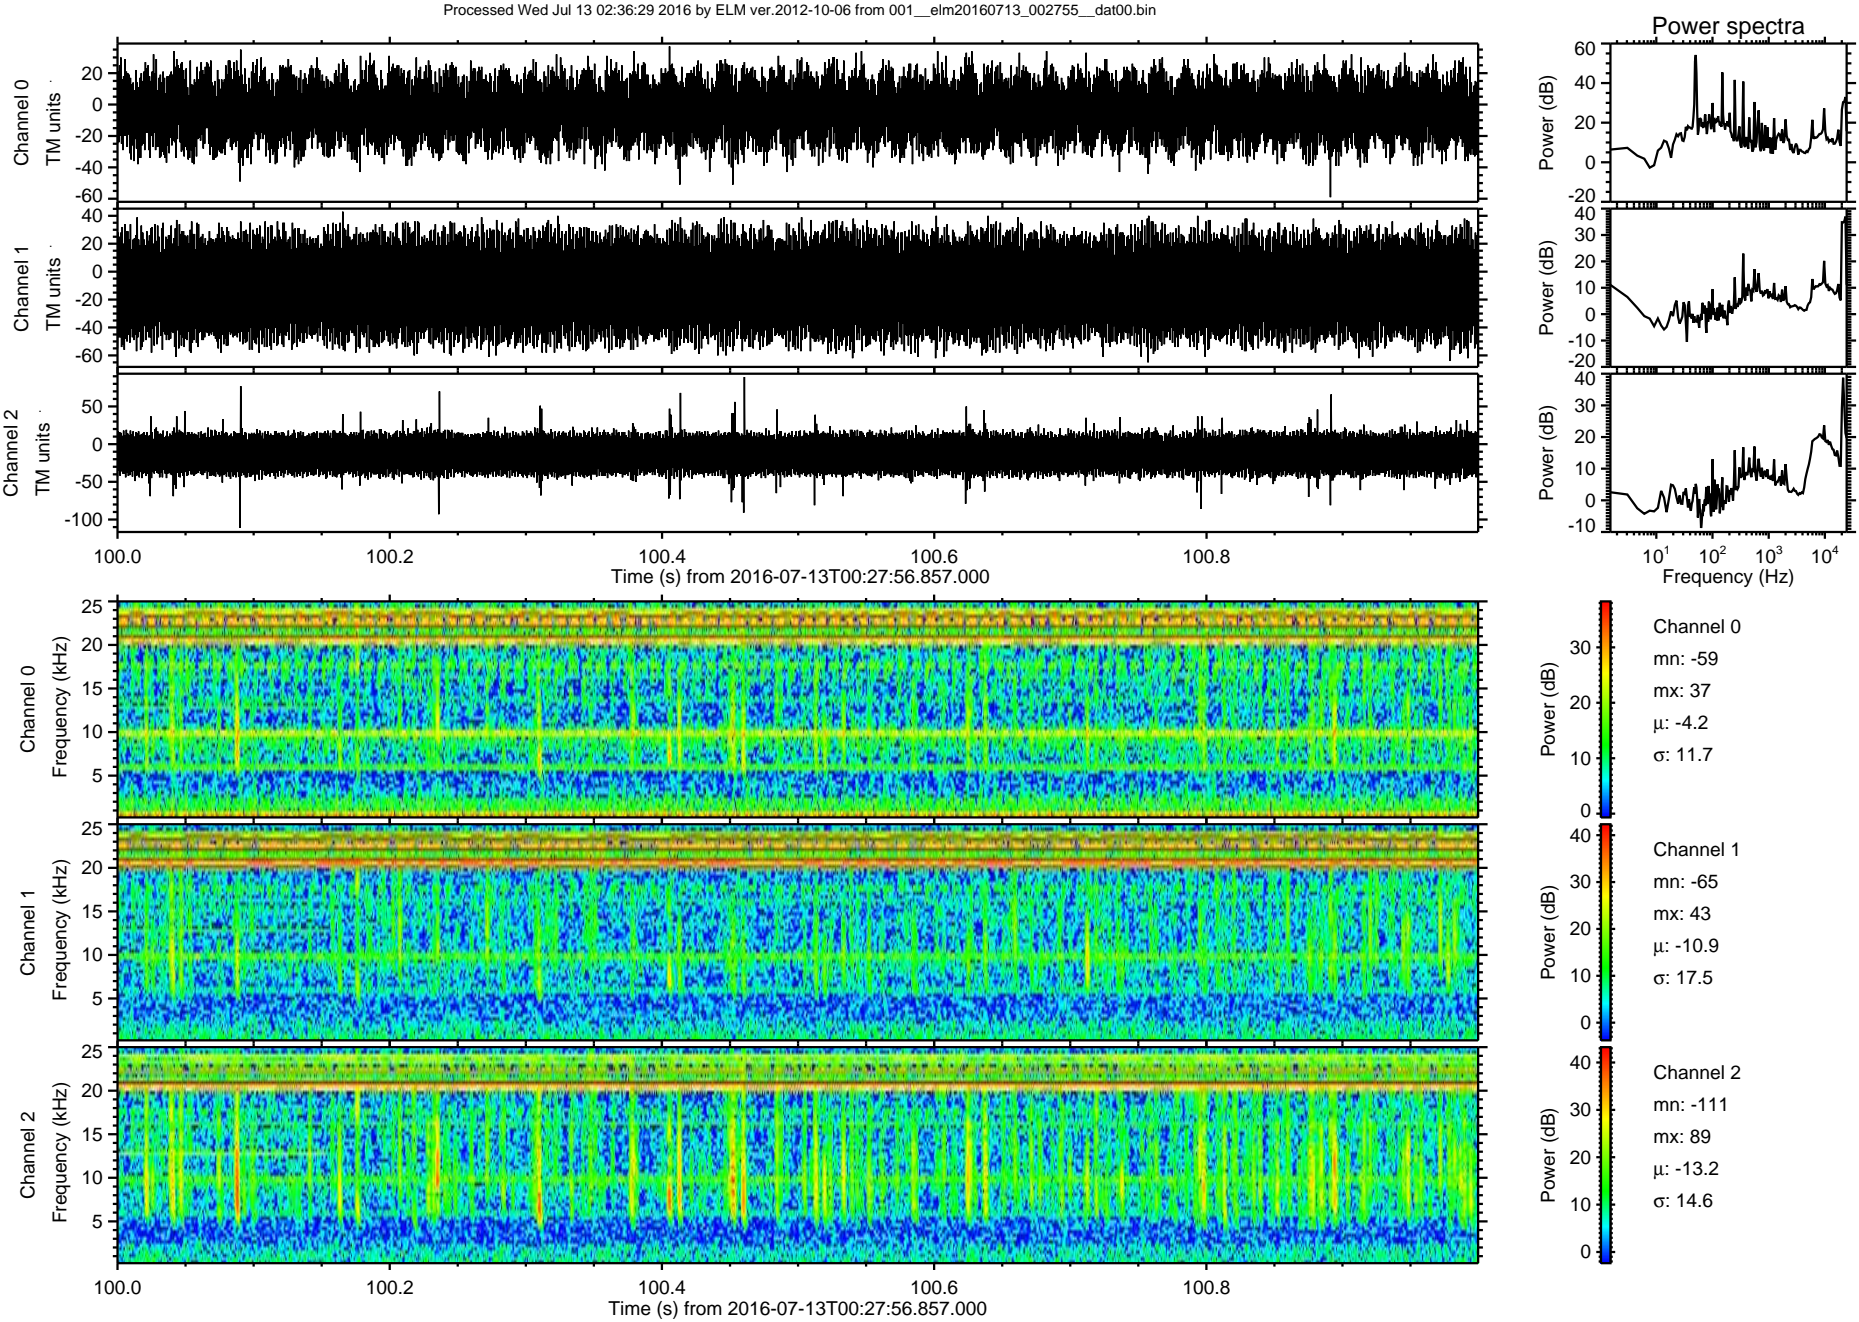 Processed Wed Jul 13 02:36:29 2016 by ELM ver.2012-10-06 from 001__elm20160713_002755__dat00.bin
Power spectra
Channel 0
TM units
20
0
-20
-40
-60
Power (dB)
60
40
20
0
-20
Channel 1
TM units
40
20
0
-20
-40
-60
Power (dB)
40
30
20
10
0
-10
-20
Channel 2
TM units
50
0
-50
-100
Power (dB)
40
30
20
10
0
-10
100.0 100.2 100.4 100.6 100.8
Time (s) from 2016-07-13T00:27:56.857.000
10¹ 10² 10³ 10⁴
Frequency (Hz)
Channel 0
Frequency (kHz)
25
20
15
10
5
Power (dB)
30
20
10
0
Channel 0
mn: -59
mx: 37
μ: -4.2
σ: 11.7
Channel 1
Frequency (kHz)
25
20
15
10
5
Power (dB)
40
30
20
10
0
Channel 1
mn: -65
mx: 43
μ: -10.9
σ: 17.5
Channel 2
Frequency (kHz)
25
20
15
10
5
Power (dB)
40
30
20
10
0
Channel 2
mn: -111
mx: 89
μ: -13.2
σ: 14.6
100.0 100.2 100.4 100.6 100.8
Time (s) from 2016-07-13T00:27:56.857.000